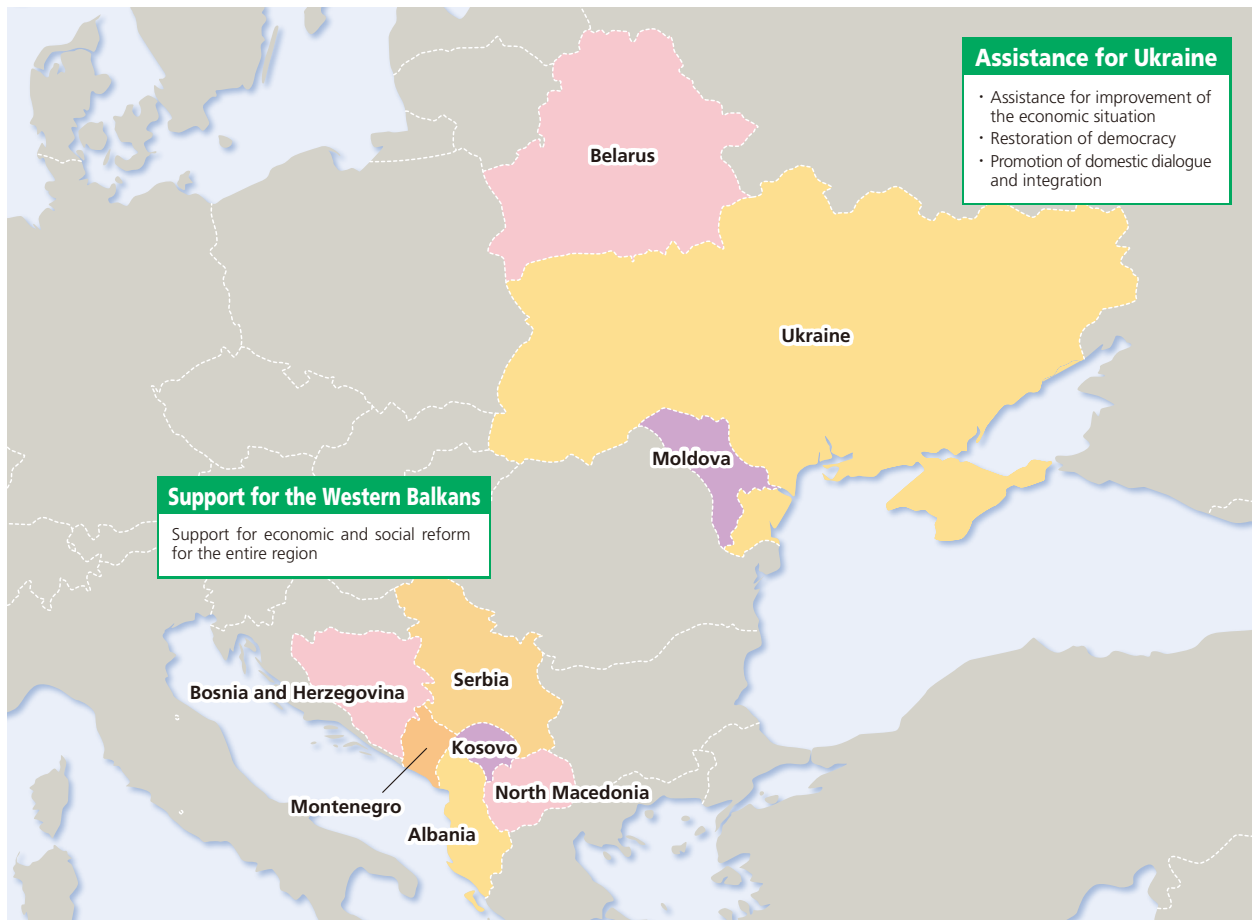 Assistance for Ukraine
・Assistance for improvement of
the economic situation
・Restoration of democracy
・Promotion of domestic dialogue
and integration
Belarus
Ukraine
Moldova
Support for the Western Balkans
Support for economic and social reform
for the entire region
Serbia
Bosnia and Herzegovina
Kosovo
North Macedonia
Montenegro
Albania